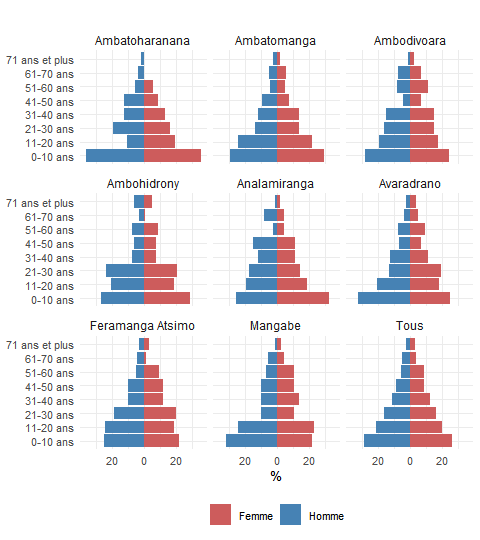 Ambatoharanana Ambatomanga Ambodivoara
71 ans et plus
61-70 ans
51-60 ans
41-50 ans
31-40 ans
21-30 ans
11-20 ans
0-10 ans
Ambohidrony Analamiranga Avaradrano
71 ans et plus
61-70 ans
51-60 ans
41-50 ans
31-40 ans
21-30 ans
11-20 ans
0-10 ans
Feramanga Atsimo Mangabe Tous
71 ans et plus
61-70 ans
51-60 ans
41-50 ans
31-40 ans
21-30 ans
11-20 ans
0-10 ans
20 0 20 20 0 20 20 0 20
%
Femme Homme